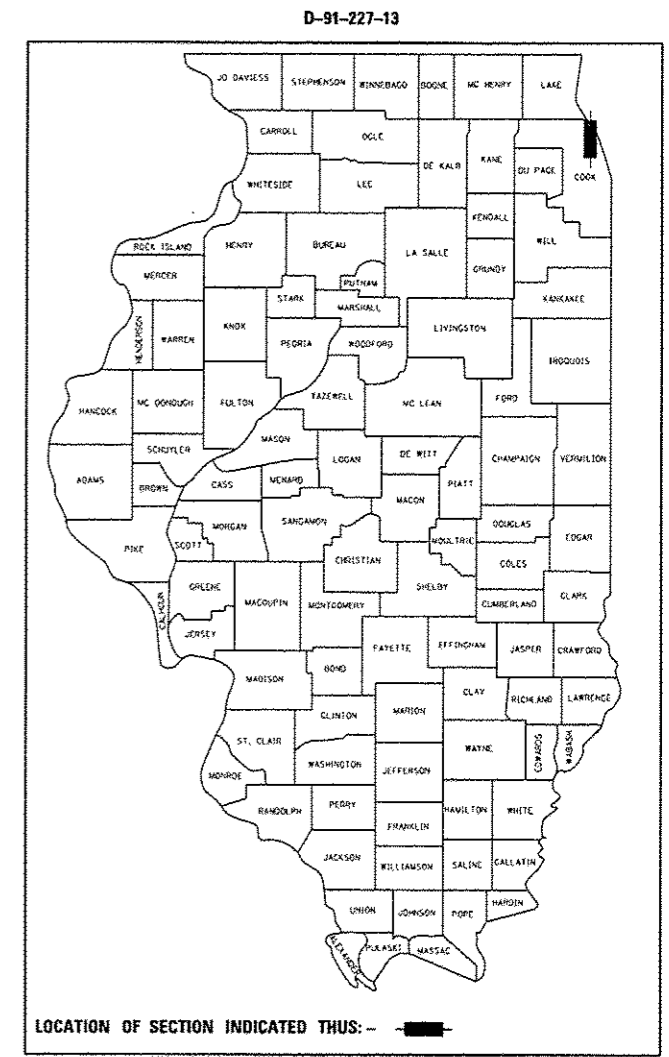 D-91-227-13
JO DAVIESS STEPHENSON WINNEBAGO BOONE MC HENRY LAKE
CARROLL OGLE
DE KALB KANE DU PAGE COOK
WHITESIDE LEE
KENDALL
ROCK ISLAND HENRY BUREAU LA SALLE WILL
GRUNDY
MERCER PUTNAM
STARK MARSHALL KANKAKEE
HENDERSON WARREN KNOX LIVINGSTON
PEORIA WOODFORD IROQUOIS
HANCOCK MC DONOUGH FULTON TAZEWELL MC LEAN FORD
MASON
SCHUYLER LOGAN DE WITT CHAMPAIGN VERMILION
ADAMS BROWN CASS MENARD PIATT
MACON
MORGAN SANGAMON DOUGLAS
PIKE SCOTT MOULTRIE EDGAR
CHRISTIAN COLES
CALHOUN GREENE MACOUPIN MONTGOMERY SHELBY CLARK
CUMBERLAND
JERSEY
FAYETTE EFFINGHAM JASPER CRAWFORD
MADISON BOND
CLAY RICHLAND LAWRENCE
CLINTON MARION
ST. CLAIR WAYNE EDWARDS WABASH
WASHINGTON JEFFERSON
MONROE
RANDOLPH PERRY HAMILTON WHITE
FRANKLIN
JACKSON WILLIAMSON SALINE GALLATIN
UNION JOHNSON POPE HARDIN
ALEXANDER PULASKI MASSAC
LOCATION OF SECTION INDICATED THUS: –